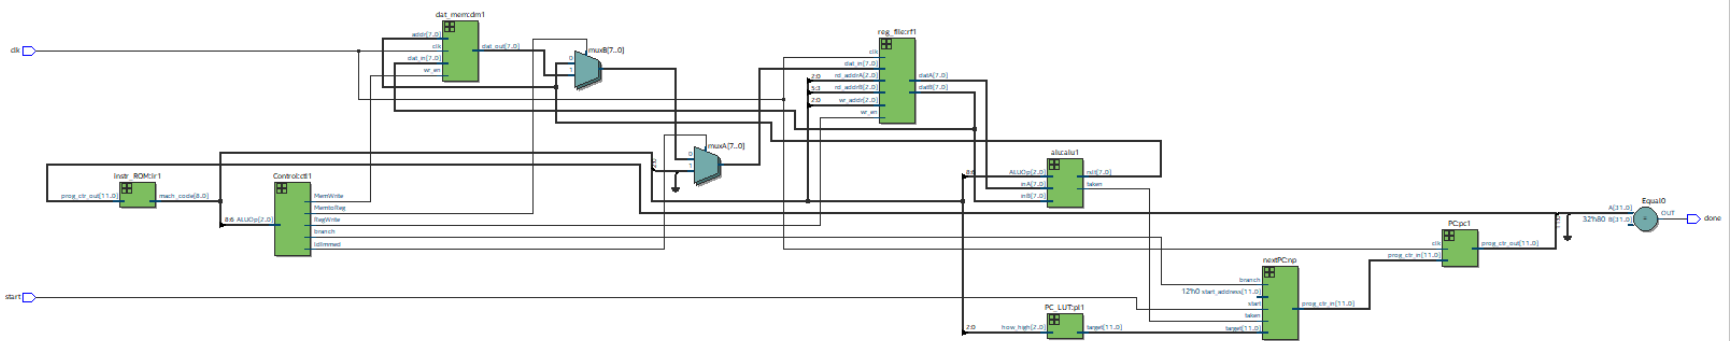 dat_mem:dm1
addr[7..0]
clk
dat_in[7..0]
wr_en
dat_out[7..0]
clk
muxB[7..0]
0
1
reg_file:rf1
clk
dat_in[7..0]
2:0 rd_addrA[2..0]
5:3 rd_addrB[2..0]
2:0 wr_addr[2..0]
wr_en
datA[7..0]
datB[7..0]
muxA[7..0]
0
1
alu:alu1
8:6 ALUOp[2..0]
inA[7..0]
inB[7..0]
rslt[7..0]
taken
Instr_ROM:ir1
prog_ctr_out[11..0]
mach_code[8..0]
Control:ctl1
8:6 ALUOp[2..0]
MemWrite
MemtoReg
RegWrite
branch
Equal0
A[31..0]
32'h80 B[31..0]
OUT
done
PC:pc1
clk
prog_ctr_in[11..0]
prog_ctr_out[11..0]
nextPC:np
branch
12'h0 start_address[11..0]
start
taken
target[11..0]
prog_ctr_in[11..0]
start
PC_LUT:pl1
2:0 how_high[2..0]
target[11..0]